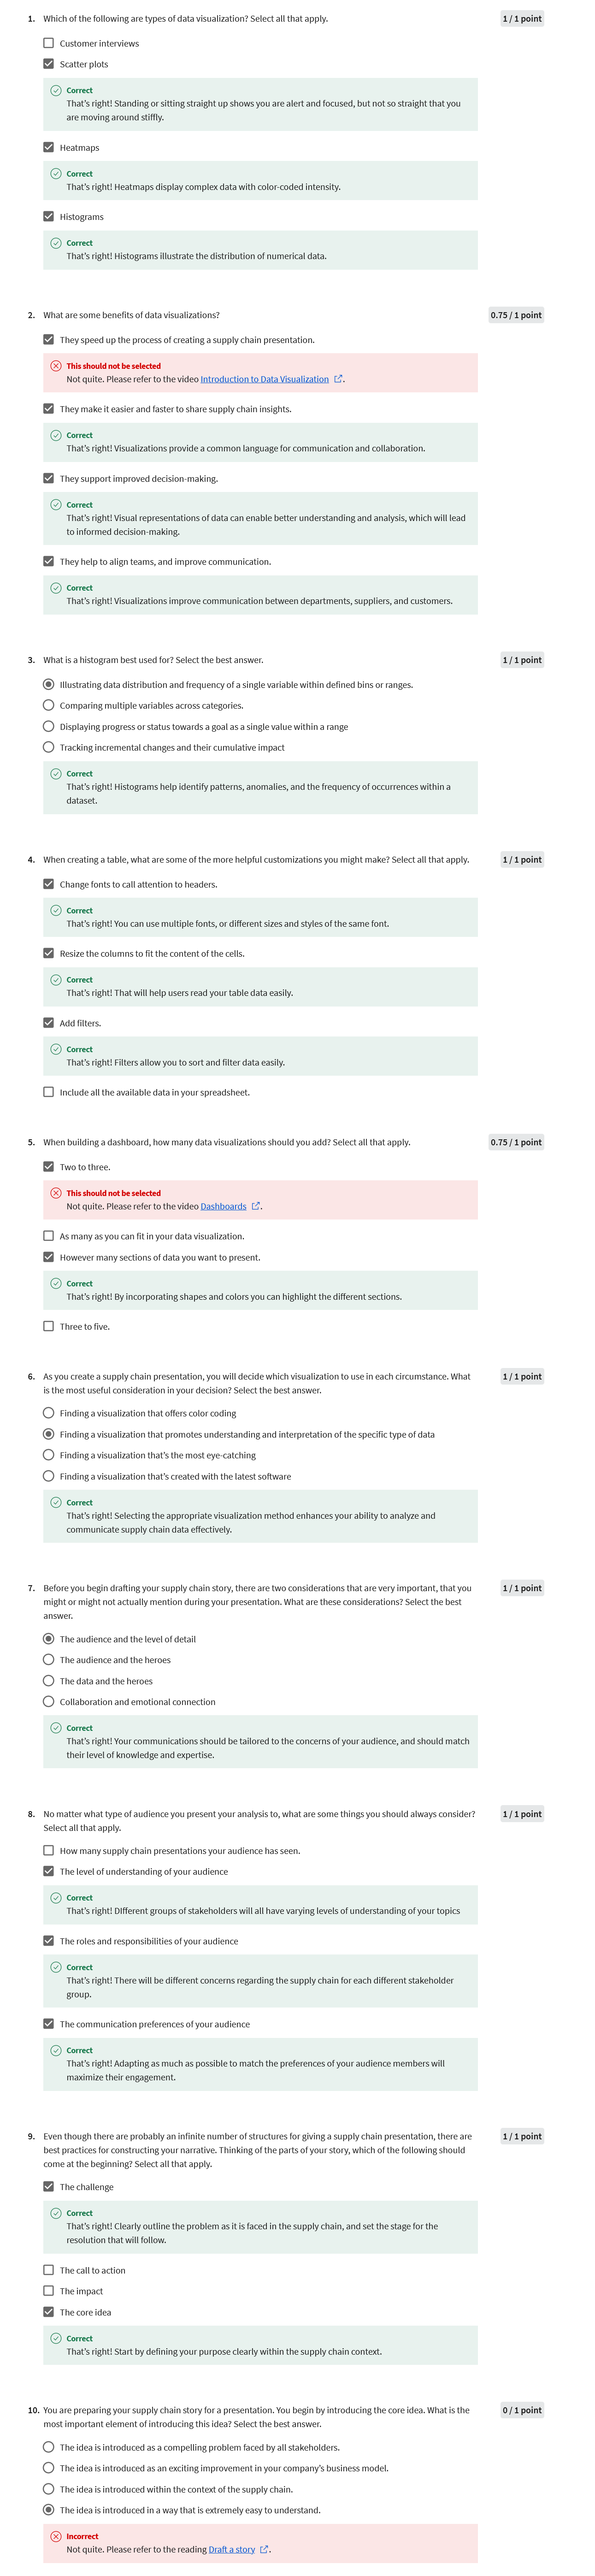 1. Which of the following are types of data visualization? Select all that apply.
1 / 1 point
Customer interviews
Scatter plots
Correct
That's right! Standing or sitting straight up shows you are alert and focused, but not so straight that you
are moving around stiffly.
Heatmaps
Correct
That's right! Heatmaps display complex data with color-coded intensity.
Histograms
Correct
That's right! Histograms illustrate the distribution of numerical data.
2. What are some benefits of data visualizations?
0.75 / 1 point
They speed up the process of creating a supply chain presentation.
This should not be selected
Not quite. Please refer to the video Introduction to Data Visualization.
They make it easier and faster to share supply chain insights.
Correct
That's right! Visualizations provide a common language for communication and collaboration.
They support improved decision-making.
Correct
That's right! Visual representations of data can enable better understanding and analysis, which will lead
to informed decision-making.
They help to align teams, and improve communication.
Correct
That's right! Visualizations improve communication between departments, suppliers, and customers.
3. What is a histogram best used for? Select the best answer.
1 / 1 point
Illustrating data distribution and frequency of a single variable within defined bins or ranges.
Comparing multiple variables across categories.
Displaying progress or status towards a goal as a single value within a range
Tracking incremental changes and their cumulative impact
Correct
That's right! Histograms help identify patterns, anomalies, and the frequency of occurrences within a
dataset.
4. When creating a table, what are some of the more helpful customizations you might make? Select all that apply.
1 / 1 point
Change fonts to call attention to headers.
Correct
That's right! You can use multiple fonts, or different sizes and styles of the same font.
Resize the columns to fit the content of the cells.
Correct
That's right! That will help users read your table data easily.
Add filters.
Correct
That's right! Filters allow you to sort and filter data easily.
Include all the available data in your spreadsheet.
5. When building a dashboard, how many data visualizations should you add? Select all that apply.
0.75 / 1 point
Two to three.
This should not be selected
Not quite. Please refer to the video Dashboards.
As many as you can fit in your data visualization.
However many sections of data you want to present.
Correct
That's right! By incorporating shapes and colors you can highlight the different sections.
Three to five.
6. As you create a supply chain presentation, you will decide which visualization to use in each circumstance. What
is the most useful consideration in your decision? Select the best answer.
1 / 1 point
Finding a visualization that offers color coding
Finding a visualization that promotes understanding and interpretation of the specific type of data
Finding a visualization that's the most eye-catching
Finding a visualization that's created with the latest software
Correct
That's right! Selecting the appropriate visualization method enhances your ability to analyze and
communicate supply chain data effectively.
7. Before you begin drafting your supply chain story, there are two considerations that are very important, that you
might or might not actually mention during your presentation. What are these considerations? Select the best
answer.
1 / 1 point
The audience and the level of detail
The audience and the heroes
The data and the heroes
Collaboration and emotional connection
Correct
That's right! Your communications should be tailored to the concerns of your audience, and should match
their level of knowledge and expertise.
8. No matter what type of audience you present your analysis to, what are some things you should always consider?
Select all that apply.
1 / 1 point
How many supply chain presentations your audience has seen.
The level of understanding of your audience
Correct
That's right! DIfferent groups of stakeholders will all have varying levels of understanding of your topics
The roles and responsibilities of your audience
Correct
That's right! There will be different concerns regarding the supply chain for each different stakeholder
group.
The communication preferences of your audience
Correct
That's right! Adapting as much as possible to match the preferences of your audience members will
maximize their engagement.
9. Even though there are probably an infinite number of structures for giving a supply chain presentation, there are
best practices for constructing your narrative. Thinking of the parts of your story, which of the following should
come at the beginning? Select all that apply.
1 / 1 point
The challenge
Correct
That's right! Clearly outline the problem as it is faced in the supply chain, and set the stage for the
resolution that will follow.
The call to action
The impact
The core idea
Correct
That's right! Start by defining your purpose clearly within the supply chain context.
10. You are preparing your supply chain story for a presentation. You begin by introducing the core idea. What is the
most important element of introducing this idea? Select the best answer.
0 / 1 point
The idea is introduced as a compelling problem faced by all stakeholders.
The idea is introduced as an exciting improvement in your company's business model.
The idea is introduced within the context of the supply chain.
The idea is introduced in a way that is extremely easy to understand.
Incorrect
Not quite. Please refer to the reading Draft a story.